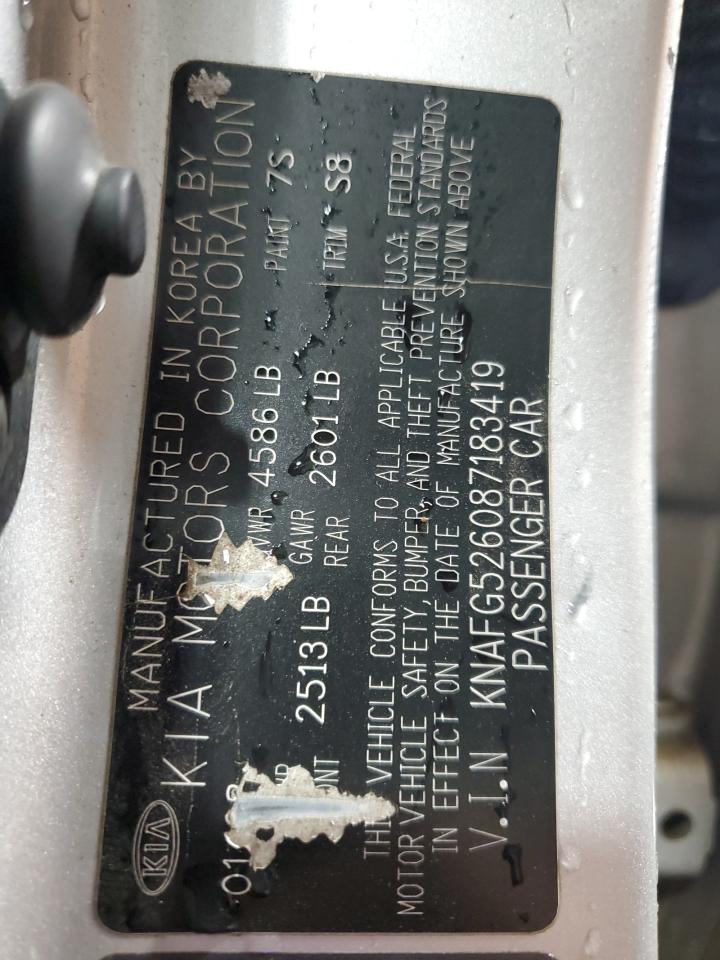 KIA
MANUFACTURED IN KOREA BY
KIA MOTORS CORPORATION
4586 LB PAINT 7S
2513 LB GAWR REAR 2601 LB TRIM S8
THE VEHICLE CONFORMS TO ALL APPLICABLE U.S.A. FEDERAL
MOTOR VEHICLE SAFETY, BUMPER, AND THEFT PREVENTION STANDARDS
IN EFFECT ON THE DATE OF MANUFACTURE SHOWN ABOVE
V.I.N KNAFG526087183419
PASSENGER CAR